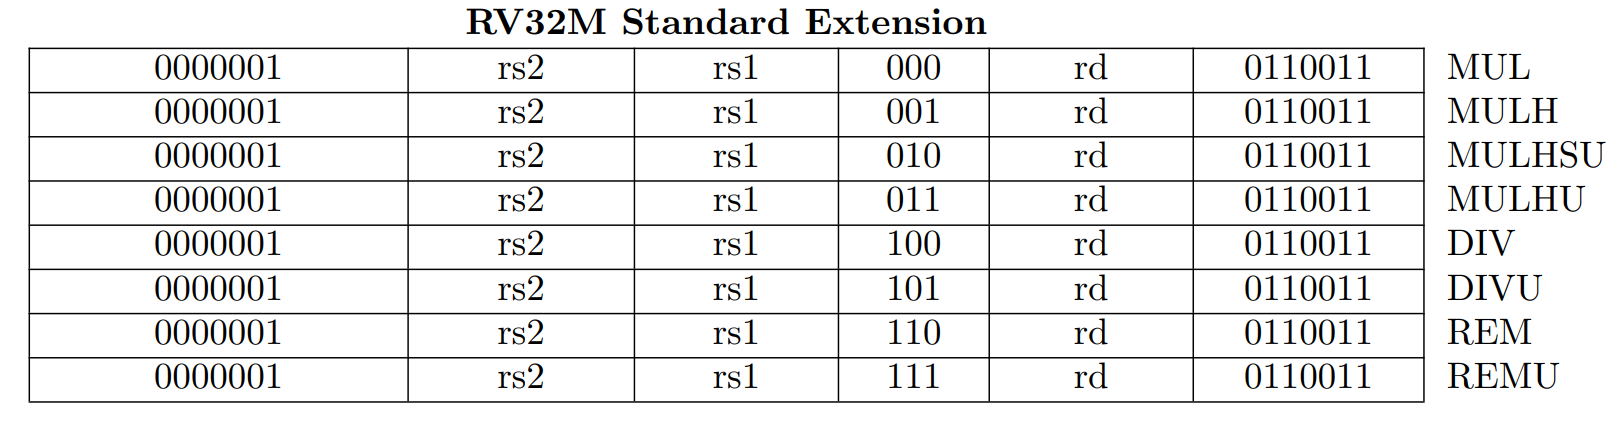 RV32M Standard Extension
0000001 rs2 rs1 000 rd 0110011 MUL
0000001 rs2 rs1 001 rd 0110011 MULH
0000001 rs2 rs1 010 rd 0110011 MULHSU
0000001 rs2 rs1 011 rd 0110011 MULHU
0000001 rs2 rs1 100 rd 0110011 DIV
0000001 rs2 rs1 101 rd 0110011 DIVU
0000001 rs2 rs1 110 rd 0110011 REM
0000001 rs2 rs1 111 rd 0110011 REMU